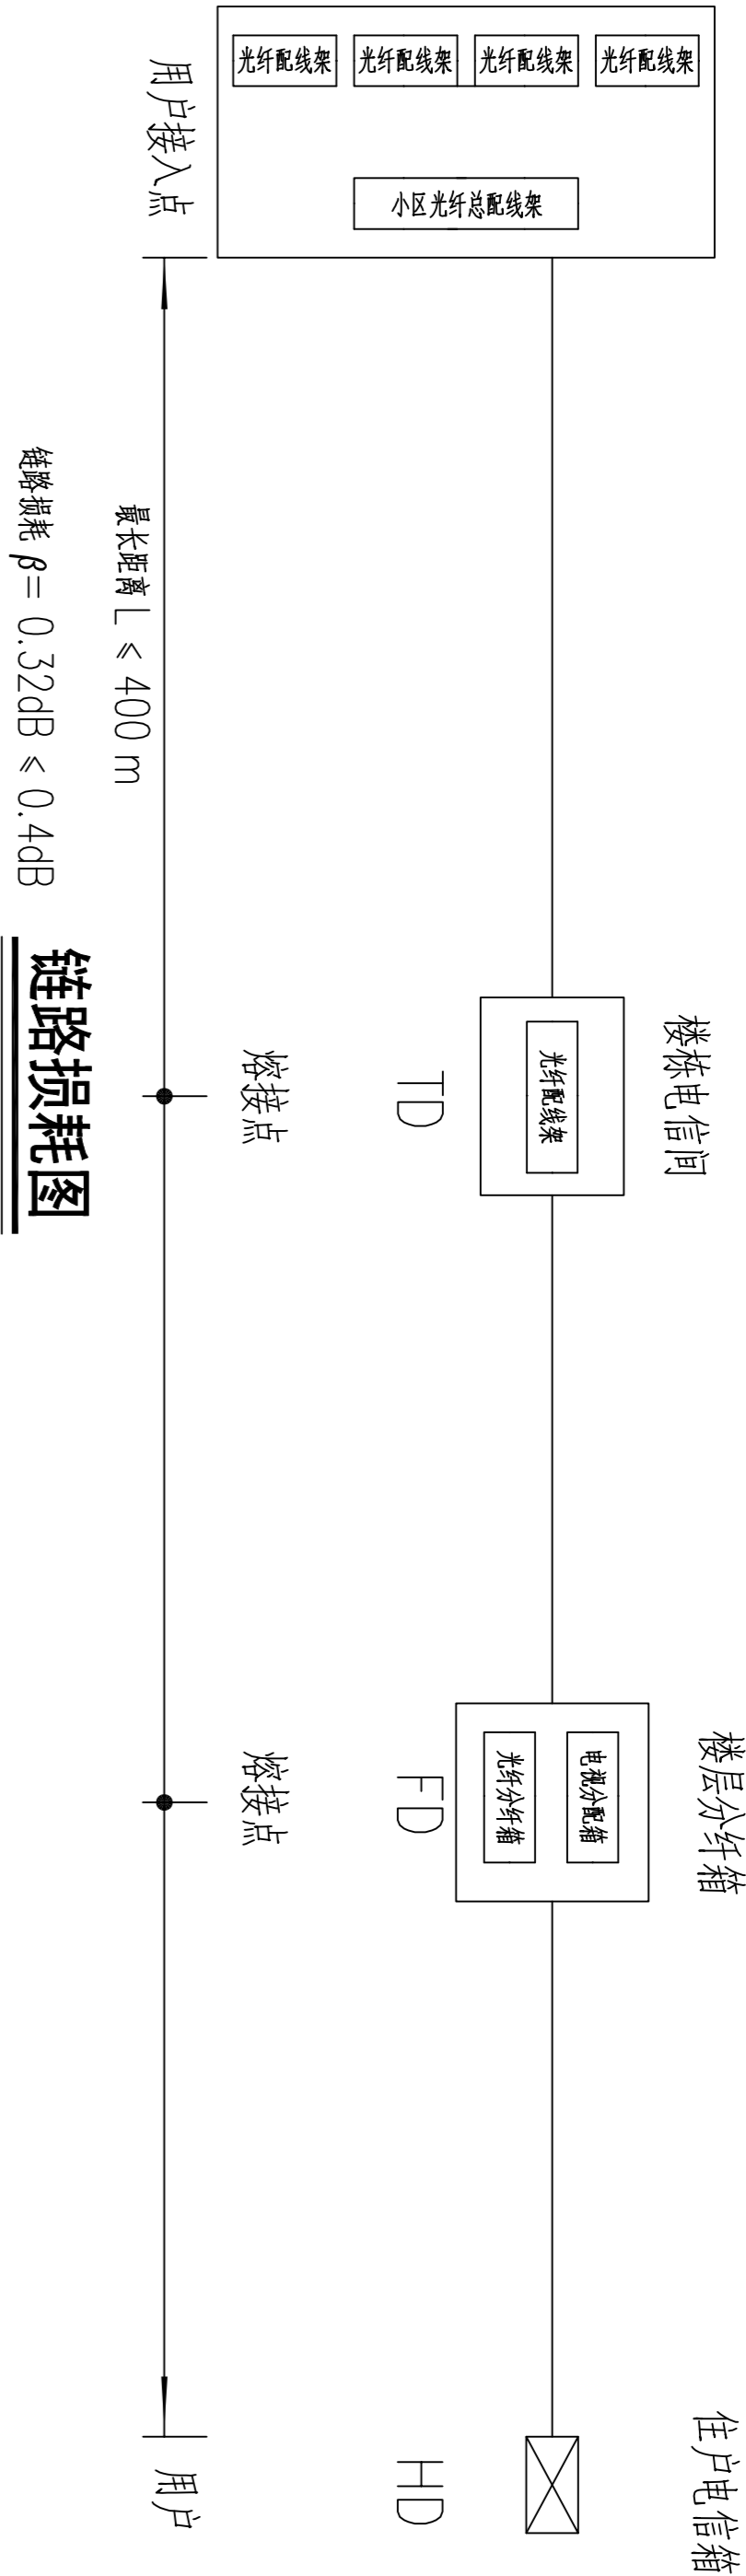 光纤配线架
光纤配线架
光纤配线架
光纤配线架
小区光纤总配线架
用户接入点
楼栋电信间
光纤配线架
TD
熔接点
楼层分纤箱
电视分配箱
光纤分纤箱
FD
熔接点
住户电信箱
HD
用户
最长距离 L ≤ 400 m
链路损耗 β = 0.32dB ≤ 0.4dB
链路损耗图